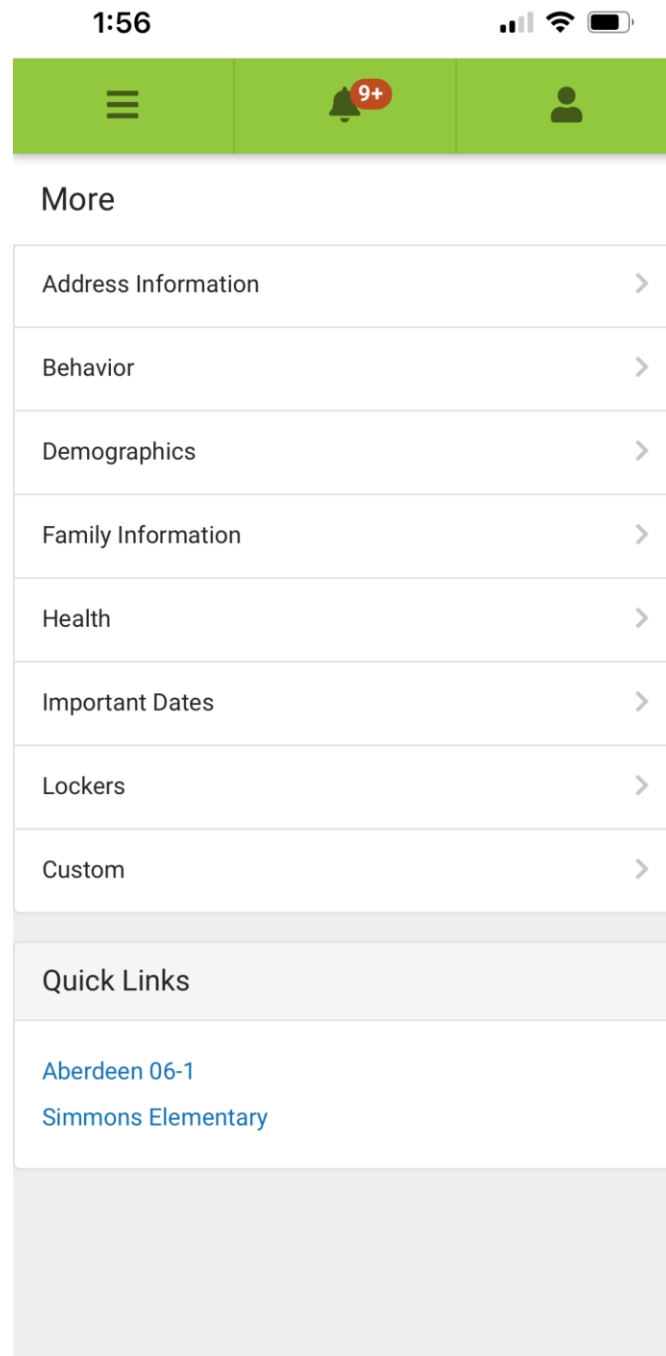 1:56
9+
More
Address Information
Behavior
Demographics
Family Information
Health
Important Dates
Lockers
Custom
Quick Links
Aberdeen 06-1
Simmons Elementary